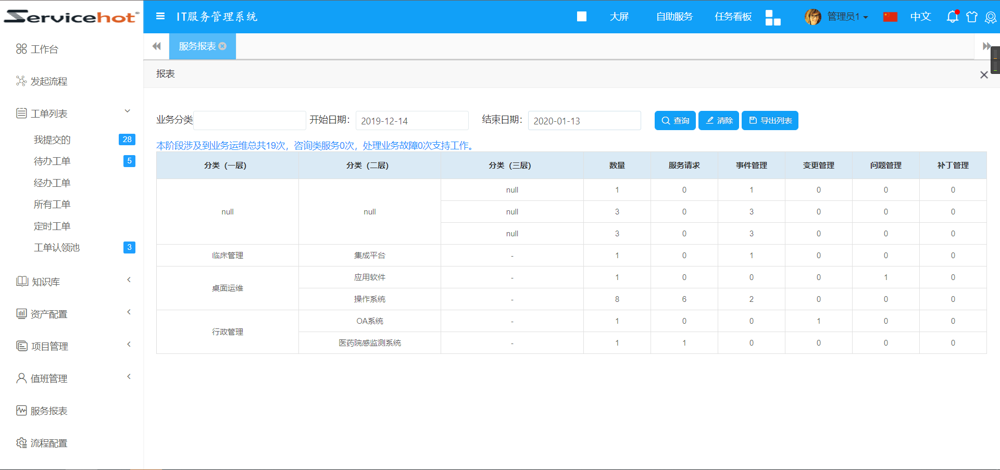 Servicehot®
IT服务管理系统
大屏
自助服务
任务看板
管理员1
中文
服务报表
报表
工作台
发起流程
工单列表
我提交的 28
待办工单 5
经办工单
所有工单
定时工单
工单认领池 3
知识库
资产配置
项目管理
值班管理
服务报表
流程配置
业务分类 开始日期： 2019-12-14 结束日期： 2020-01-13 查询 清除 导出列表
本阶段涉及到业务运维总共19次，咨询类服务0次，处理业务故障0次支持工作。
分类（一层） 分类（二层） 分类（三层） 数量 服务请求 事件管理 变更管理 问题管理 补丁管理
null null null 1 0 1 0 0 0
null 3 0 3 0 0 0
null 3 0 3 0 0 0
临床管理 集成平台 - 1 0 1 0 0 0
桌面运维 应用软件 - 1 0 0 0 1 0
操作系统 - 8 6 2 0 0 0
行政管理 OA系统 - 1 0 0 1 0 0
医药院感监测系统 - 1 1 0 0 0 0